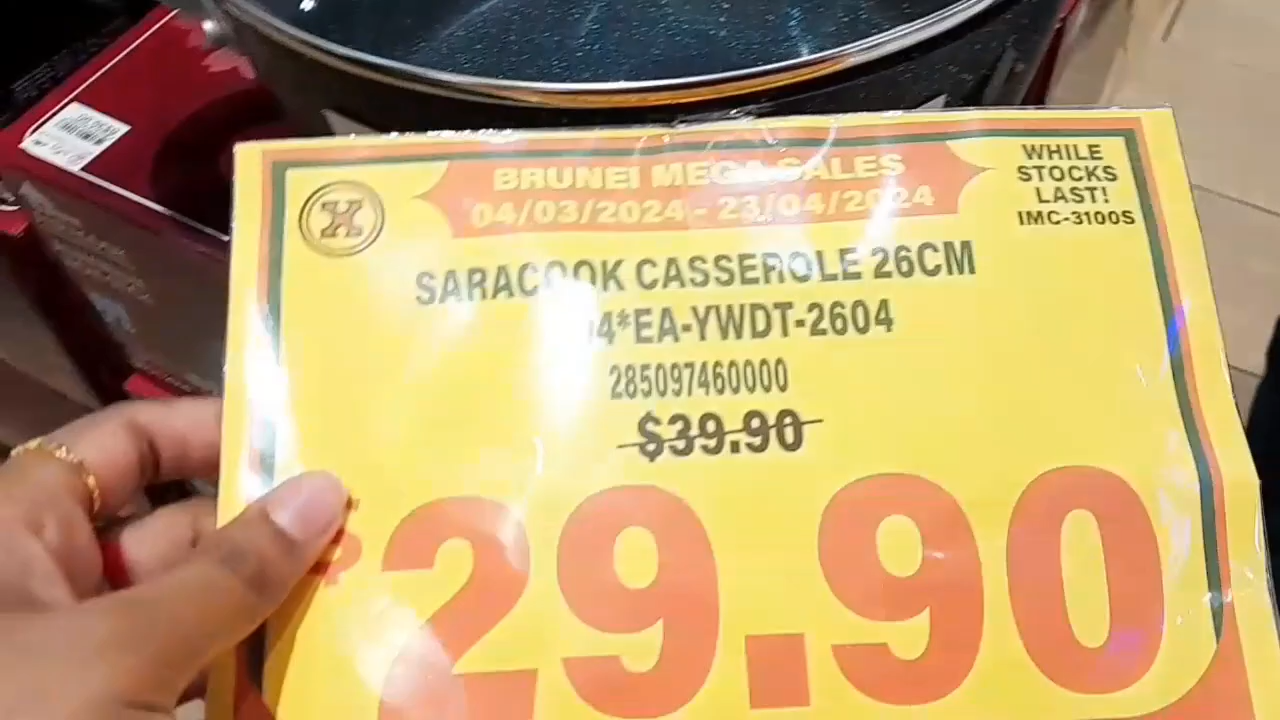 BRUNEI MEGA SALES
04/03/2024 - 23/04/2024
WHILE
STOCKS
LAST!
IMC-3100S
X
SARACOOK CASSEROLE 26CM
4*EA-YWDT-2604
285097460000
$39.90
$29.90